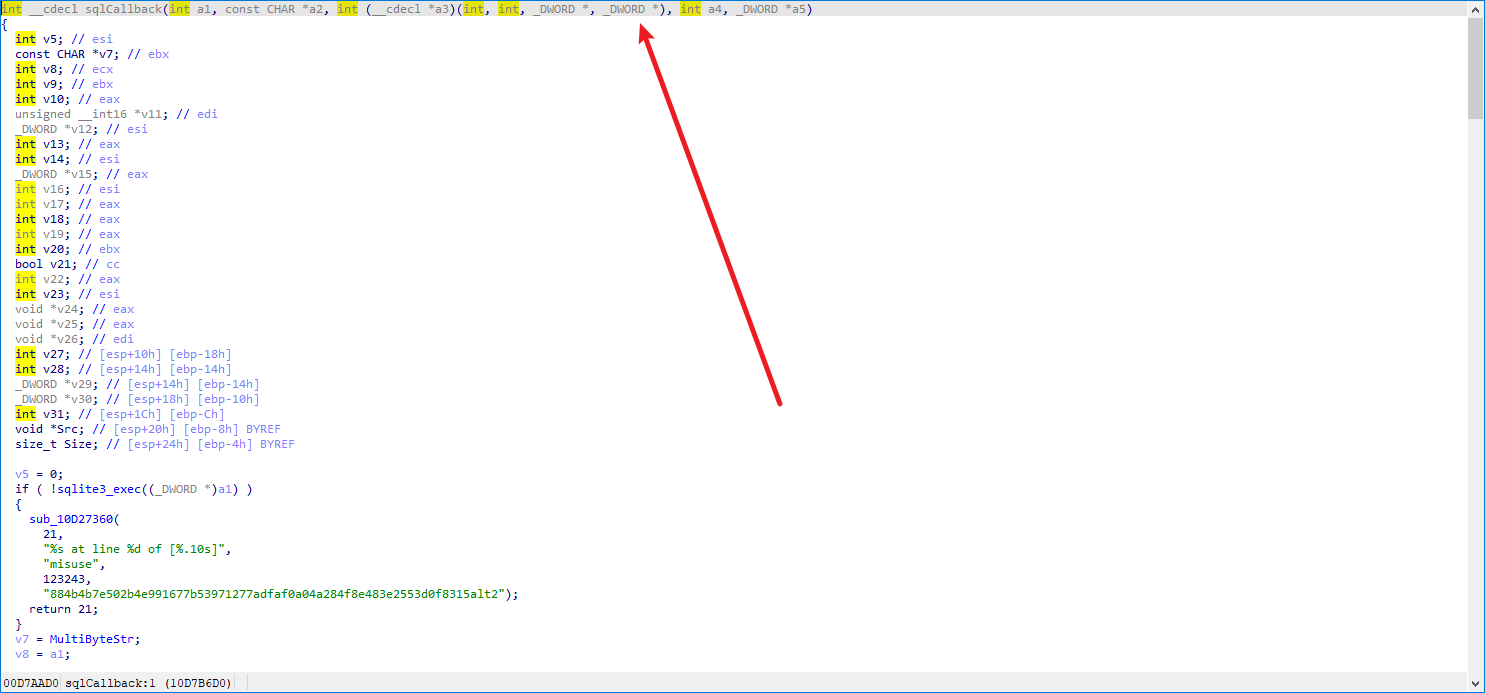 int __cdecl sqlCallback(int a1, const CHAR *a2, int (__cdecl *a3)(int, int, _DWORD *, _DWORD *), int a4, _DWORD *a5)
{
int v5; // esi
const CHAR *v7; // ebx
int v8; // ecx
int v9; // ebx
int v10; // eax
unsigned __int16 *v11; // edi
_DWORD *v12; // esi
int v13; // eax
int v14; // esi
_DWORD *v15; // eax
int v16; // esi
int v17; // eax
int v18; // eax
int v19; // eax
int v20; // ebx
bool v21; // cc
int v22; // eax
int v23; // esi
void *v24; // eax
void *v25; // eax
void *v26; // edi
int v27; // [esp+10h] [ebp-18h]
int v28; // [esp+14h] [ebp-14h]
_DWORD *v29; // [esp+14h] [ebp-14h]
_DWORD *v30; // [esp+18h] [ebp-10h]
int v31; // [esp+1Ch] [ebp-Ch]
void *Src; // [esp+20h] [ebp-8h] BYREF
size_t Size; // [esp+24h] [ebp-4h] BYREF
v5 = 0;
if ( !sqlite3_exec((_DWORD *)a1) )
{
sub_10D27360(
21,
"%s at line %d of [%.10s]",
"misuse",
123243,
"884b4b7e502b4e991677b53971277adfaf0a04a284f8e483e2553d0f8315alt2");
return 21;
}
v7 = MultiByteStr;
v8 = a1;
00D7AAD0 sqlCallback:1 (10D7B6D0)